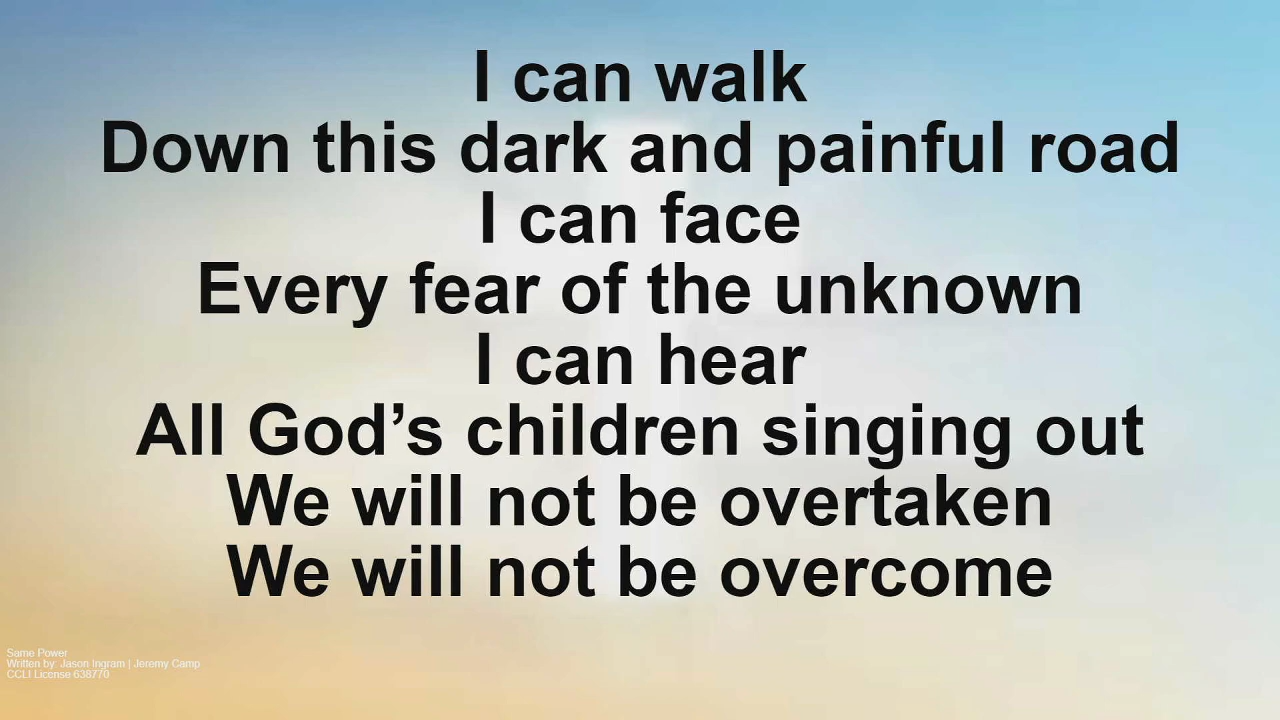 I can walk
Down this dark and painful road
I can face
Every fear of the unknown
I can hear
All God’s children singing out
We will not be overtaken
We will not be overcome
Same Power
Written by: Jason Ingram | Jeremy Camp
CCLI License 638770